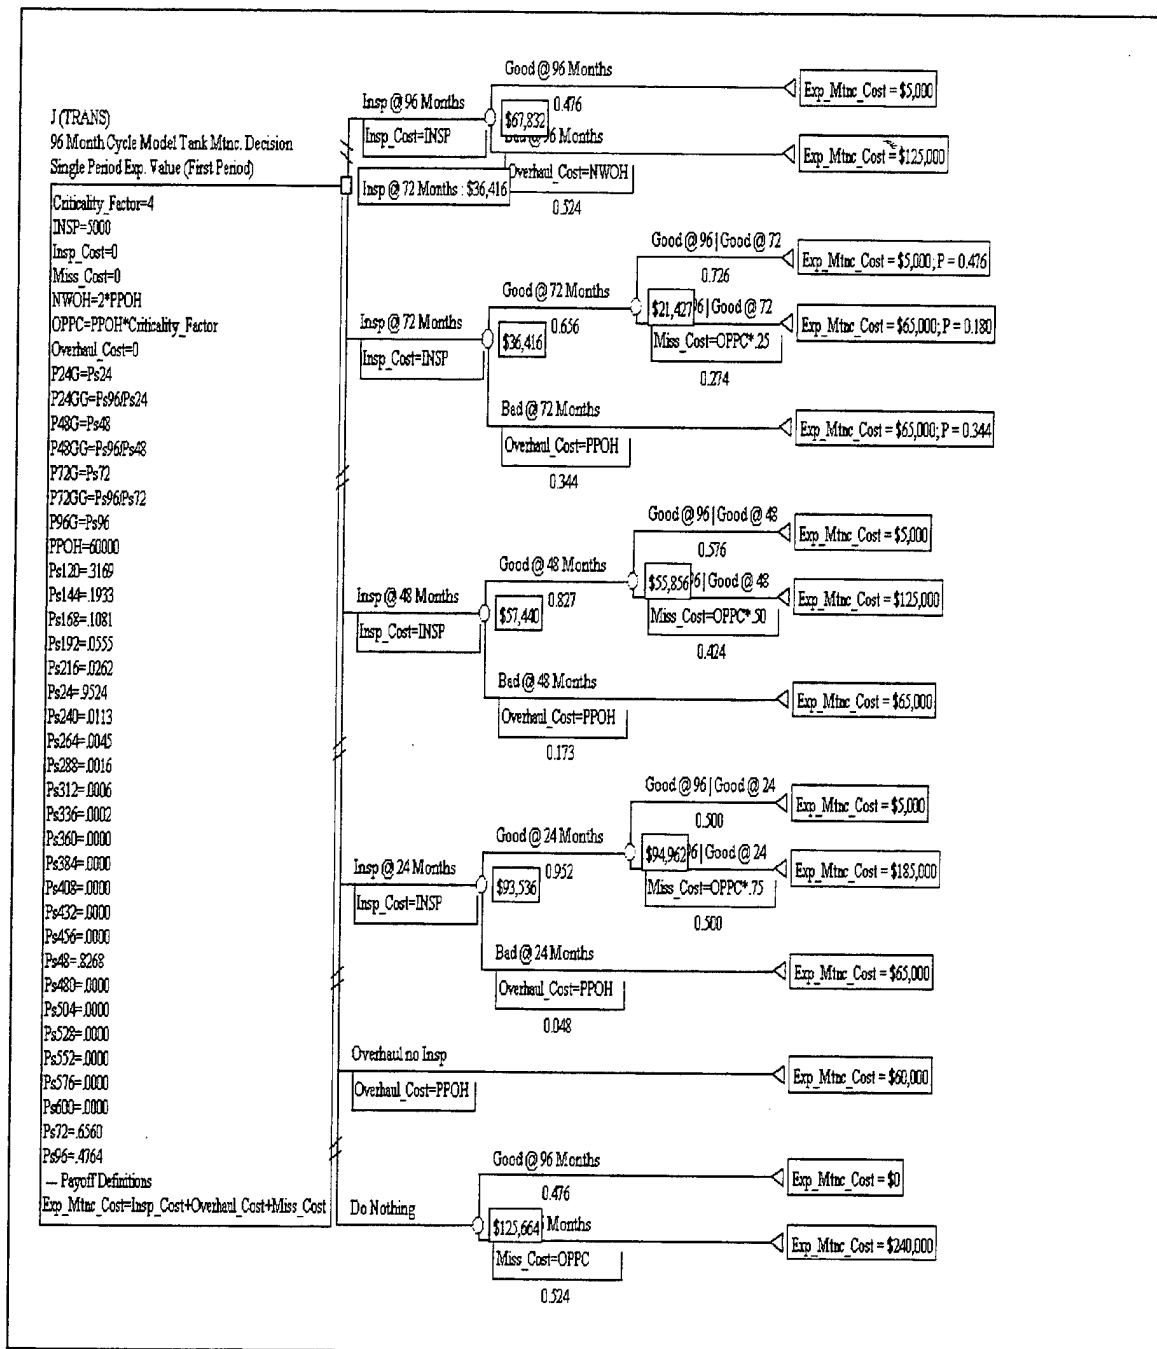 J (TRANS)
96 Month Cycle Model Tank Mtnc. Decision
Single Period Exp. Value (First Period)
Criticality_Factor=4
INSP=5000
Insp_Cost=0
Miss_Cost=0
NWOH=2*PPOH
OPPC=PPOH*Criticality_Factor
Overhaul_Cost=0
P24G=Ps24
P24GG=Ps96/Ps24
P48G=Ps48
P48GG=Ps96/Ps48
P72G=Ps72
P72GG=Ps96/Ps72
P96G=Ps96
PPOH=60000
Ps120=.3169
Ps144=.1933
Ps168=.1081
Ps192=.0555
Ps216=.0262
Ps24=.9524
Ps240=.0113
Ps264=.0045
Ps288=.0016
Ps312=.0006
Ps336=.0002
Ps360=.0000
Ps384=.0000
Ps408=.0000
Ps432=.0000
Ps456=.0000
Ps48=.8268
Ps480=.0000
Ps504=.0000
Ps528=.0000
Ps552=.0000
Ps576=.0000
Ps600=.0000
Ps72=.6560
Ps96=.4764
--- Payoff Definitions
Exp_Mtnc_Cost=Insp_Cost+Overhaul_Cost+Miss_Cost
Insp @ 96 Months
Insp_Cost=INSP
Insp @ 72 Months : $36,416
Good @ 96 Months
0.476
$67,832
96 Months
Overhaul_Cost=NWOH
0.524
Exp_Mtnc_Cost = $5,000
Exp_Mtnc_Cost = $125,000
Insp @ 72 Months
Insp_Cost=INSP
Good @ 72 Months
0.656
$36,416
Good @ 96 | Good @ 72
0.726
$21,427
96 | Good @ 72
Miss_Cost=OPPC*.25
0.274
Exp_Mtnc_Cost = $5,000; P = 0.476
Exp_Mtnc_Cost = $65,000; P = 0.180
Bad @ 72 Months
Overhaul_Cost=PPOH
0.344
Exp_Mtnc_Cost = $65,000; P = 0.344
Insp @ 48 Months
Insp_Cost=INSP
Good @ 48 Months
0.827
$57,440
Good @ 96 | Good @ 48
0.576
$55,856
96 | Good @ 48
Miss_Cost=OPPC*.50
0.424
Exp_Mtnc_Cost = $5,000
Exp_Mtnc_Cost = $125,000
Bad @ 48 Months
Overhaul_Cost=PPOH
0.173
Exp_Mtnc_Cost = $65,000
Insp @ 24 Months
Insp_Cost=INSP
Good @ 24 Months
0.952
$93,536
Good @ 96 | Good @ 24
0.500
$94,962
96 | Good @ 24
Miss_Cost=OPPC*.75
0.500
Exp_Mtnc_Cost = $5,000
Exp_Mtnc_Cost = $185,000
Bad @ 24 Months
Overhaul_Cost=PPOH
0.048
Exp_Mtnc_Cost = $65,000
Overhaul no Insp
Overhaul_Cost=PPOH
Exp_Mtnc_Cost = $60,000
Do Nothing
Good @ 96 Months
0.476
$125,664
Months
Miss_Cost=OPPC
0.524
Exp_Mtnc_Cost = $0
Exp_Mtnc_Cost = $240,000